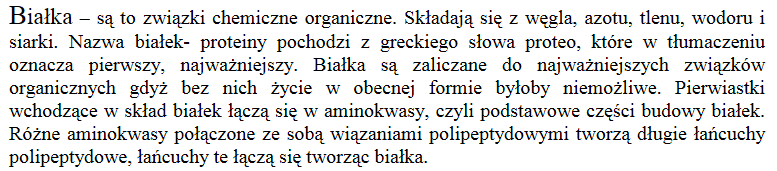 Białka – są to związki chemiczne organiczne. Składają się z węgla, azotu, tlenu, wodoru i
siarki. Nazwa białek- proteiny pochodzi z greckiego słowa proteo, które w tłumaczeniu
oznacza pierwszy, najważniejszy. Białka są zaliczane do najważniejszych związków
organicznych gdyż bez nich życie w obecnej formie byłoby niemożliwe. Pierwiastki
wchodzące w skład białek łączą się w aminokwasy, czyli podstawowe części budowy białek.
Różne aminokwasy połączone ze sobą wiązaniami polipeptydowymi tworzą długie łańcuchy
polipeptydowe, łańcuchy te łączą się tworząc białka.